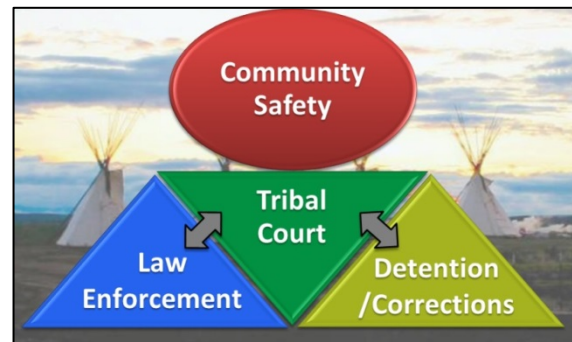 Community
Safety
Tribal
Court
Law
Enforcement
Detention
/Corrections